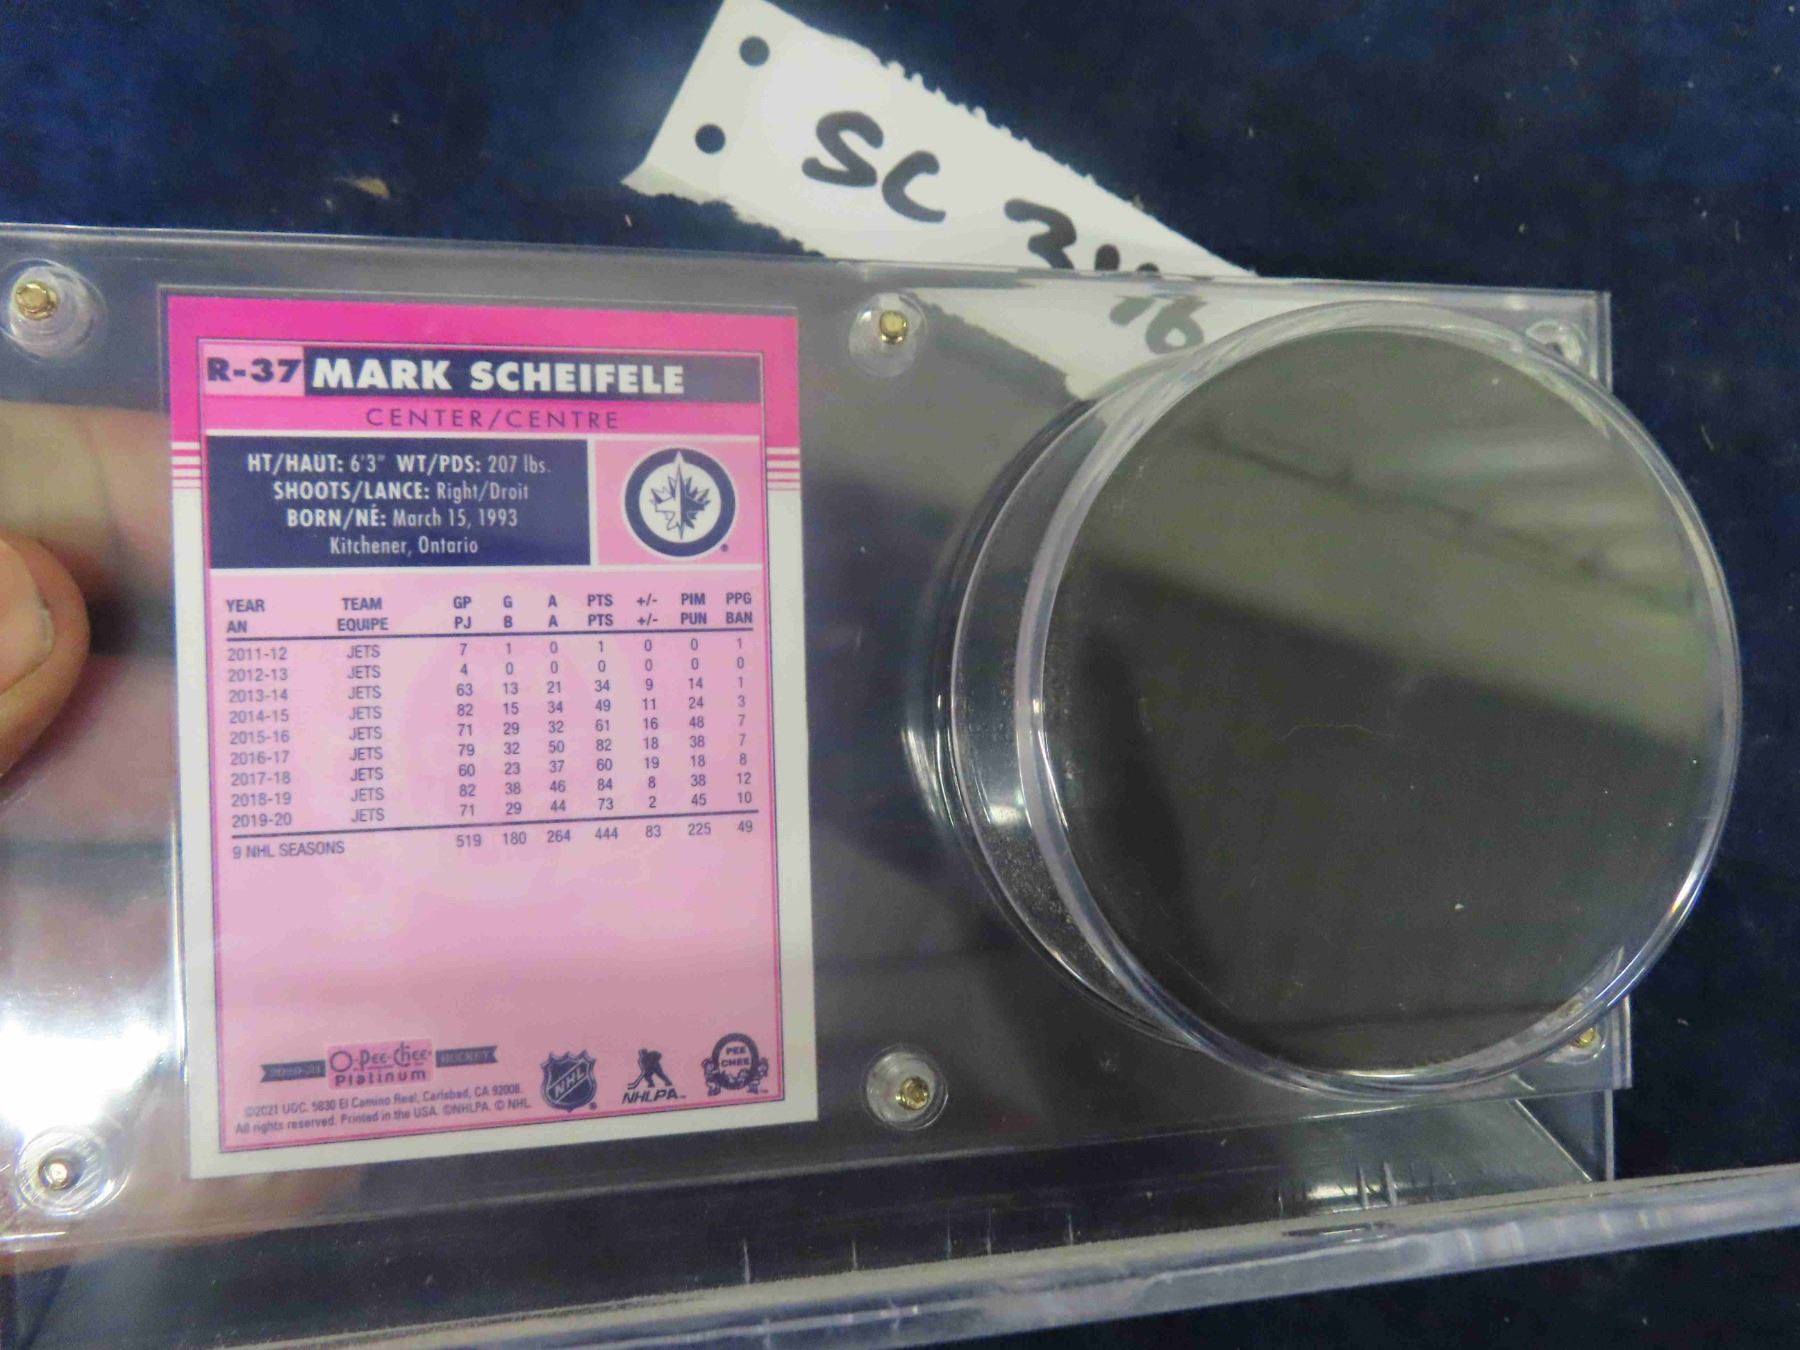 SC 3416
R-37 MARK SCHEIFELE
CENTER/CENTRE
HT/HAUT: 6'3" WT/PDS: 207 lbs.
SHOOTS/LANCE: Right/Droit
BORN/NÉ: March 15, 1993
Kitchener, Ontario
YEAR TEAM GP G A PTS +/- PIM PPG
AN EQUIPE PJ B A PTS +/- PUN BAN
2011-12 JETS 7 1 0 1 0 0 1
2012-13 JETS 4 0 0 0 0 0 0
2013-14 JETS 63 13 21 34 9 14 1
2014-15 JETS 82 15 34 49 11 24 3
2015-16 JETS 71 29 32 61 16 48 7
2016-17 JETS 79 32 50 82 18 38 7
2017-18 JETS 60 23 37 60 19 18 8
2018-19 JETS 82 38 46 84 8 38 12
2019-20 JETS 71 29 44 73 2 45 10
9 NHL SEASONS 519 180 264 444 83 225 49
2020-21 O-Pee-Chee HOCKEY
Platinum
NHL
NHLPA
PEE
CHEE
©2021 UDC. 5830 El Camino Real, Carlsbad, CA 92008.
All rights reserved. Printed in the USA. ©NHLPA. © NHL